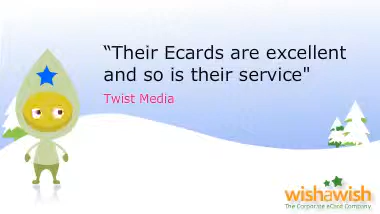 “Their Ecards are excellent
and so is their service"
Twist Media
wishawish
The Corporate eCard Company